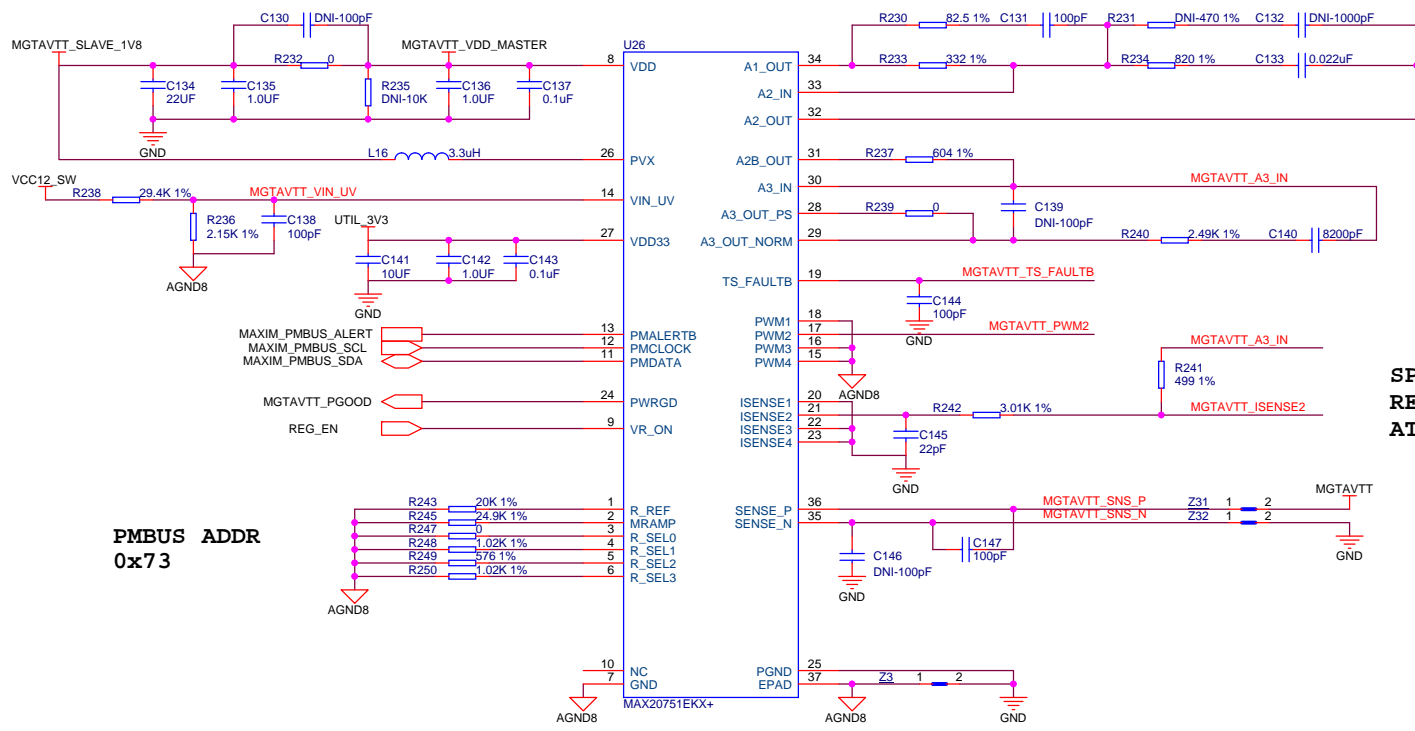 C130 DNI-100pF
MGTAVTT_SLAVE_1V8
MGTAVTT_VDD_MASTER
R232 0
C134
22UF
C135
1.0UF
R235
DNI-10K
C136
1.0UF
C137
0.1uF
GND
L16 3.3uH
VCC12_SW
R238 29.4K 1%
MGTAVTT_VIN_UV
R236
2.15K 1%
C138
100pF
AGND8
UTIL_3V3
C141
10UF
C142
1.0UF
C143
0.1uF
GND
MAXIM_PMBUS_ALERT
MAXIM_PMBUS_SCL
MAXIM_PMBUS_SDA
MGTAVTT_PGOOD
REG_EN
PMBUS ADDR
0x73
R243 20K 1%
R245 24.9K 1%
R247 0
R248 1.02K 1%
R249 576 1%
R250 1.02K 1%
AGND8
AGND8
U26
8 VDD
26 PVX
14 VIN_UV
27 VDD33
13 PMALERTB
12 PMCLOCK
11 PMDATA
24 PWRGD
9 VR_ON
1 R_REF
2 MRAMP
3 R_SEL0
4 R_SEL1
5 R_SEL2
6 R_SEL3
10 NC
7 GND
A1_OUT 34
A2_IN 33
A2_OUT 32
A2B_OUT 31
A3_IN 30
A3_OUT_PS 28
A3_OUT_NORM 29
TS_FAULTB 19
PWM1 18
PWM2 17
PWM3 16
PWM4 15
ISENSE1 20
ISENSE2 21
ISENSE3 22
ISENSE4 23
SENSE_P 36
SENSE_N 35
PGND 25
EPAD 37
MAX20751EKX+
R230 82.5 1% C131 100pF R231 DNI-470 1% C132 DNI-1000pF
R233 332 1% R234 820 1% C133 0.022uF
R237 604 1%
MGTAVTT_A3_IN
R239 0
C139
DNI-100pF
R240 2.49K 1% C140 8200pF
MGTAVTT_TS_FAULTB
C144
100pF
GND
MGTAVTT_PWM2
AGND8
MGTAVTT_A3_IN
R241
499 1%
R242 3.01K 1%
MGTAVTT_ISENSE2
C145
22pF
GND
SP
RE
AT
MGTAVTT_SNS_P Z31 1 2 MGTAVTT
MGTAVTT_SNS_N Z32 1 2
GND
C147
100pF
C146
DNI-100pF
GND
Z3 1 2
AGND8
GND